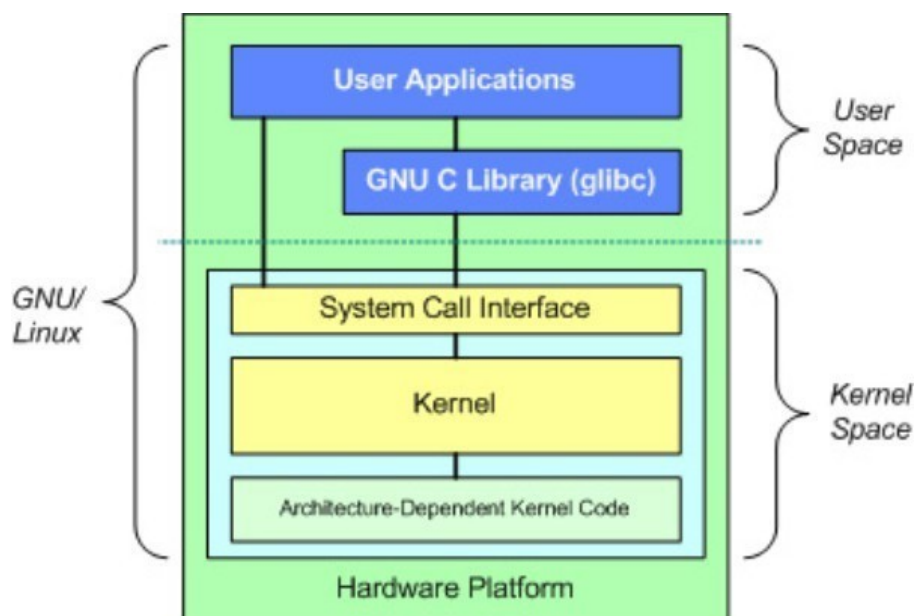 User Applications
User
Space
GNU C Library (glibc)
GNU/
Linux
System Call Interface
Kernel
Kernel
Space
Architecture-Dependent Kernel Code
Hardware Platform